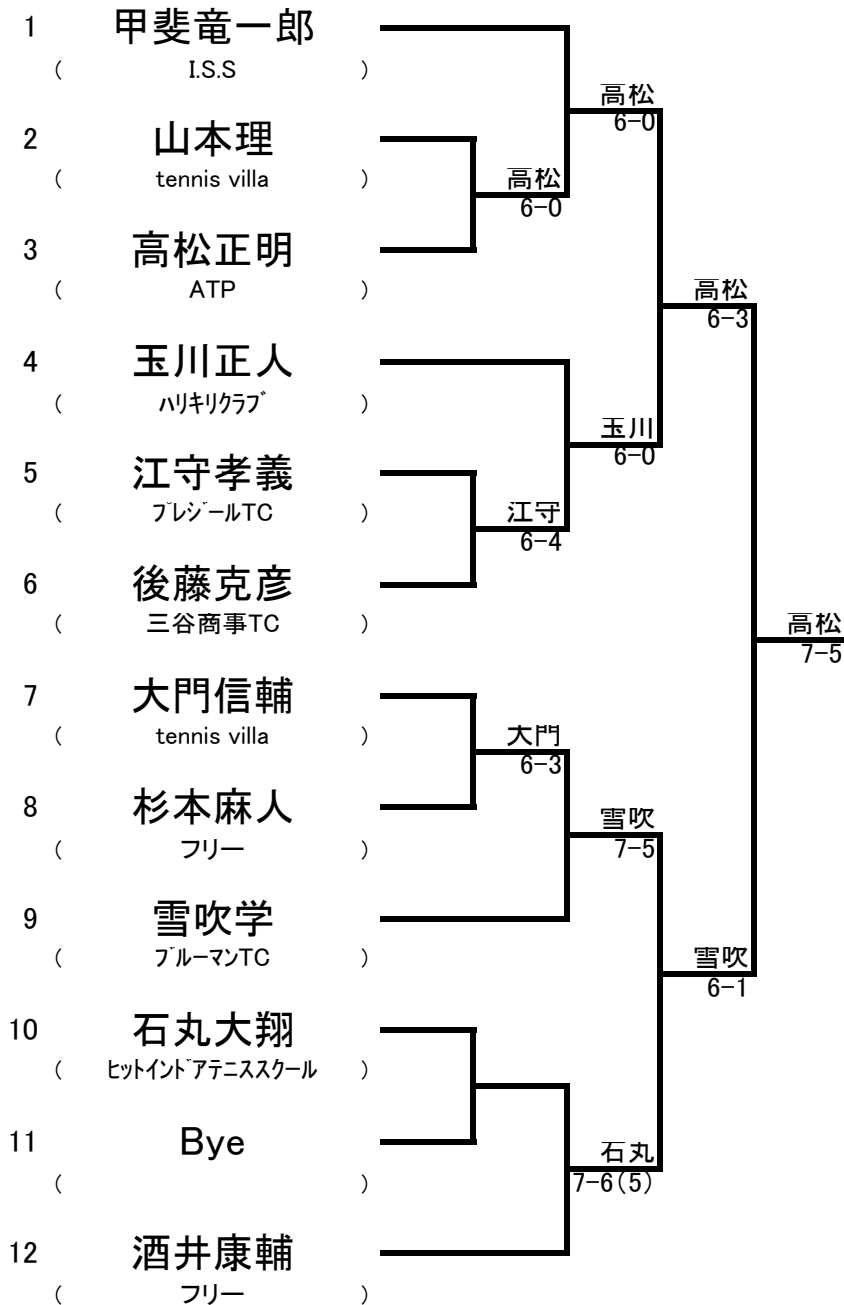 1 甲斐竜一郎
( I.S.S )
高松
6-0
2 山本理
( tennis villa )
高松
6-0
3 高松正明
( ATP )
高松
6-3
4 玉川正人
( ﾊﾘｷﾘｸﾗﾌﾞ )
玉川
6-0
5 江守孝義
( ﾌﾟﾚｼﾞｰﾙTC )
江守
6-4
6 後藤克彦
( 三谷商事TC )
高松
7-5
7 大門信輔
( tennis villa )
大門
6-3
8 杉本麻人
( フリー )
雪吹
7-5
9 雪吹学
( ﾌﾞﾙｰﾏﾝTC )
雪吹
6-1
10 石丸大翔
( ﾋｯﾄｲﾝﾄﾞｱﾃﾆｽｽｸｰﾙ )
11 Bye
( )
石丸
7-6(5)
12 酒井康輔
( フリー )